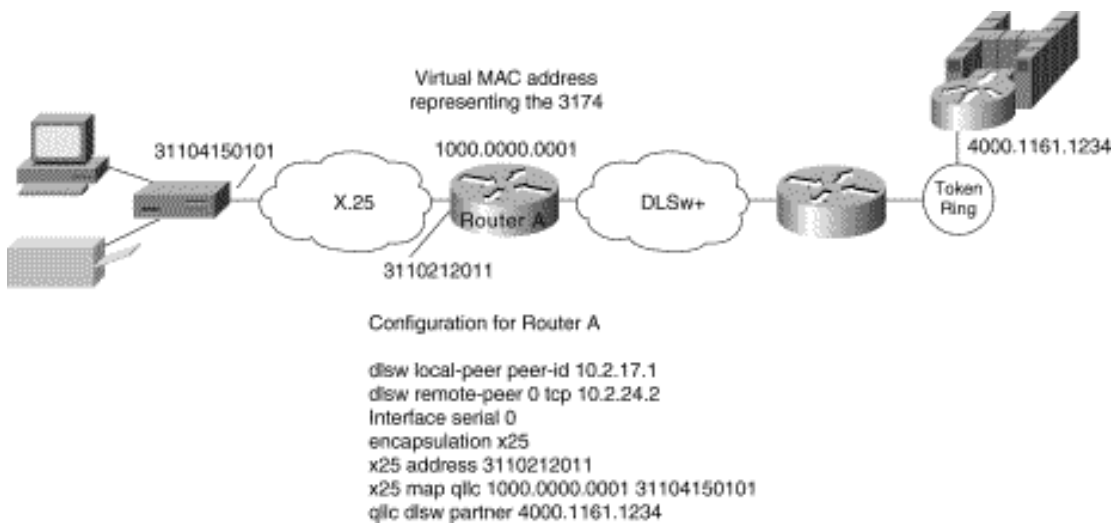 Virtual MAC address
representing the 3174
31104150101
1000.0000.0001
4000.1161.1234
X.25
Router A
DLSw+
Token
Ring
3110212011
Configuration for Router A
dlsw local-peer peer-id 10.2.17.1
dlsw remote-peer 0 tcp 10.2.24.2
Interface serial 0
encapsulation x25
x25 address 3110212011
x25 map qllc 1000.0000.0001 31104150101
qllc dlsw partner 4000.1161.1234